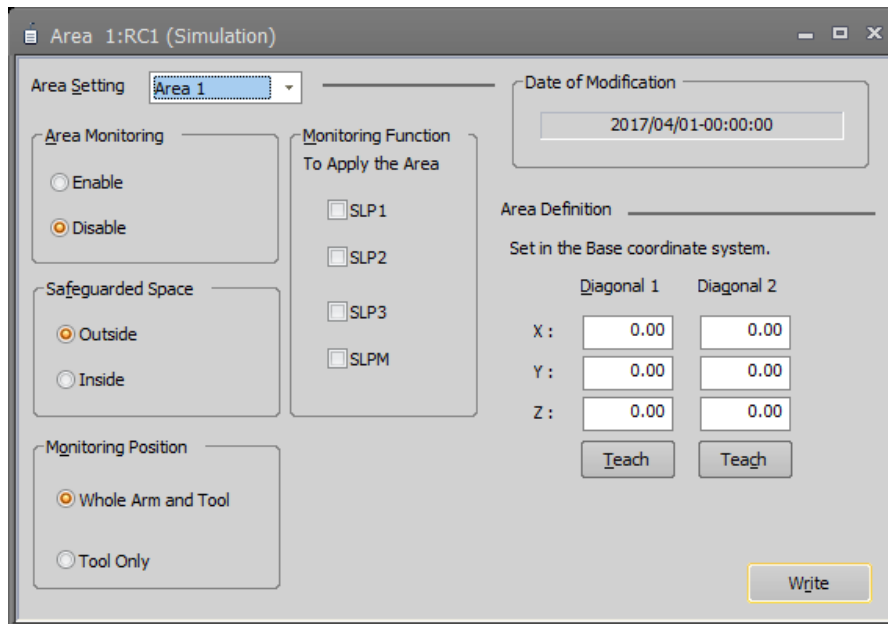 Area 1:RC1 (Simulation)
Area Setting
Area 1
Date of Modification
2017/04/01-00:00:00
Area Monitoring
Enable
Disable
Monitoring Function
To Apply the Area
SLP1
SLP2
SLP3
SLPM
Safeguarded Space
Outside
Inside
Monitoring Position
Whole Arm and Tool
Tool Only
Area Definition
Set in the Base coordinate system.
Diagonal 1 Diagonal 2
X : 0.00 0.00
Y : 0.00 0.00
Z : 0.00 0.00
Teach Teach
Write